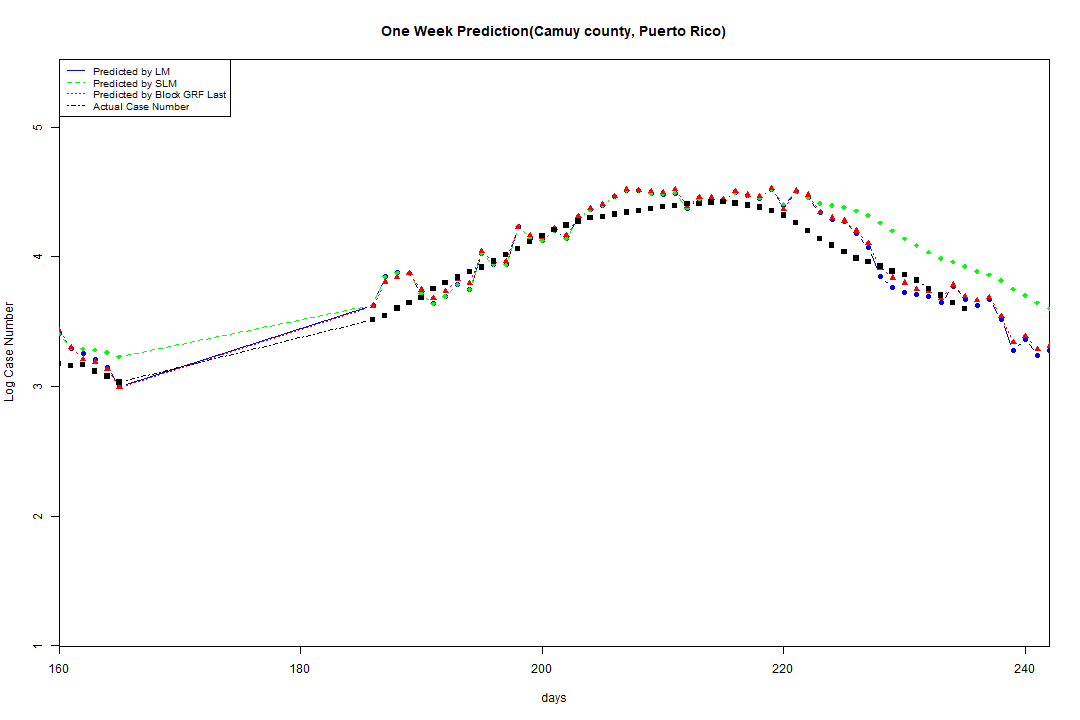 One Week Prediction(Camuy county, Puerto Rico)
Predicted by LM
Predicted by SLM
Predicted by Block GRF Last
Actual Case Number
5
4
3
2
1
Log Case Number
160 180 200 220 240
days